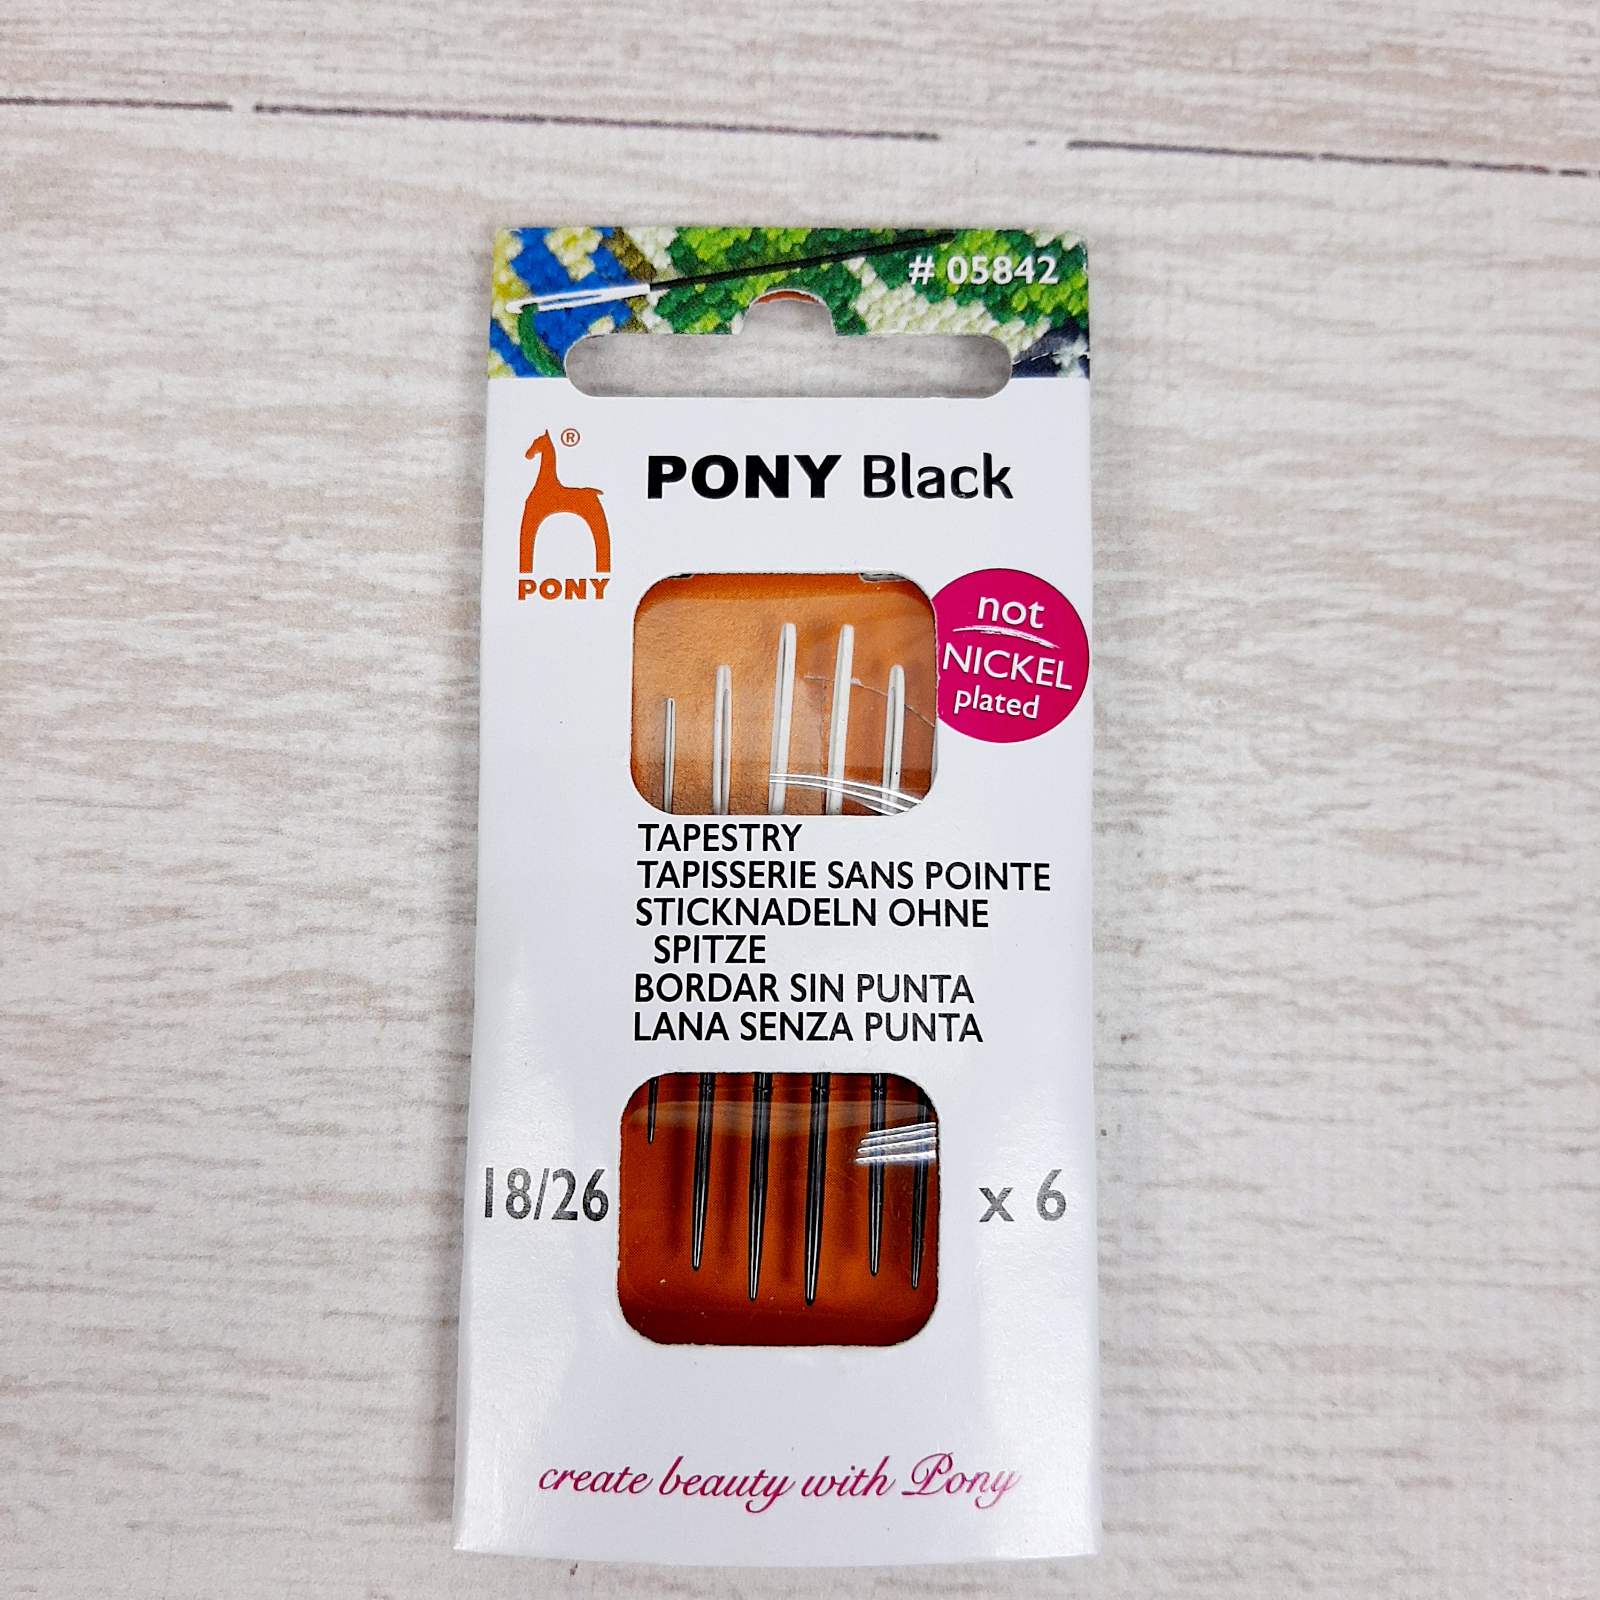 # 05842
®
PONY
PONY Black
not
NICKEL
plated
TAPESTRY
TAPISSERIE SANS POINTE
STICKNADELN OHNE
SPITZE
BORDAR SIN PUNTA
LANA SENZA PUNTA
18/26
x 6
create beauty with Pony